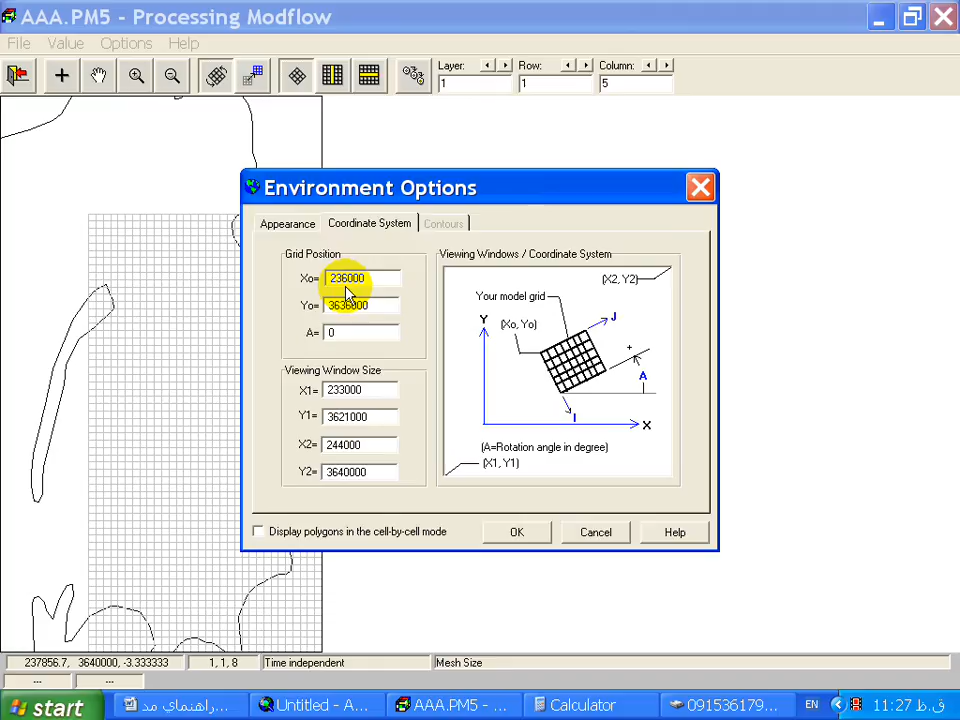 AAA.PM5 - Processing Modflow
File Value Options Help
Layer: Row: Column:
1 1 5
Environment Options
Appearance Coordinate System Contours
Grid Position
Xo= 236000
Yo= 3636000
A= 0
Viewing Window Size
X1= 233000
Y1= 3621000
X2= 244000
Y2= 3640000
Viewing Windows / Coordinate System
(X2, Y2)
Your model grid
Y (Xo, Yo) J
A
I X
(A=Rotation angle in degree)
(X1, Y1)
Display polygons in the cell-by-cell mode OK Cancel Help
237856.7, 3640000, -3.333333 1, 1, 8 Time independent Mesh Size
--- ---
start راهنماي مد... Untitled - A... AAA.PM5 - ... Calculator 091536179... EN 11:27 ق.ظ